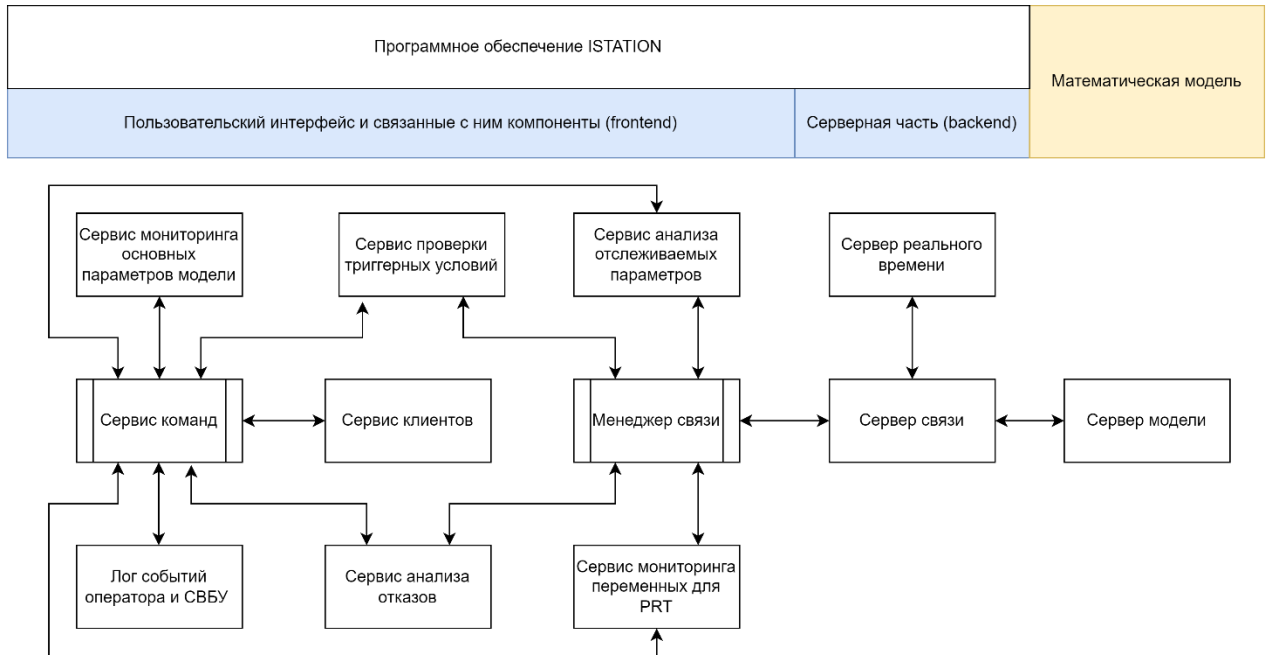 Программное обеспечение ISTATION
Математическая модель
Пользовательский интерфейс и связанные с ним компоненты (frontend)
Серверная часть (backend)
Сервис мониторинга
основных
параметров модели
Сервис проверки
триггерных условий
Сервис анализа
отслеживаемых
параметров
Сервер реального
времени
Сервис команд
Сервис клиентов
Менеджер связи
Сервер связи
Сервер модели
Лог событий
оператора и СВБУ
Сервис анализа
отказов
Сервис мониторинга
переменных для
PRT